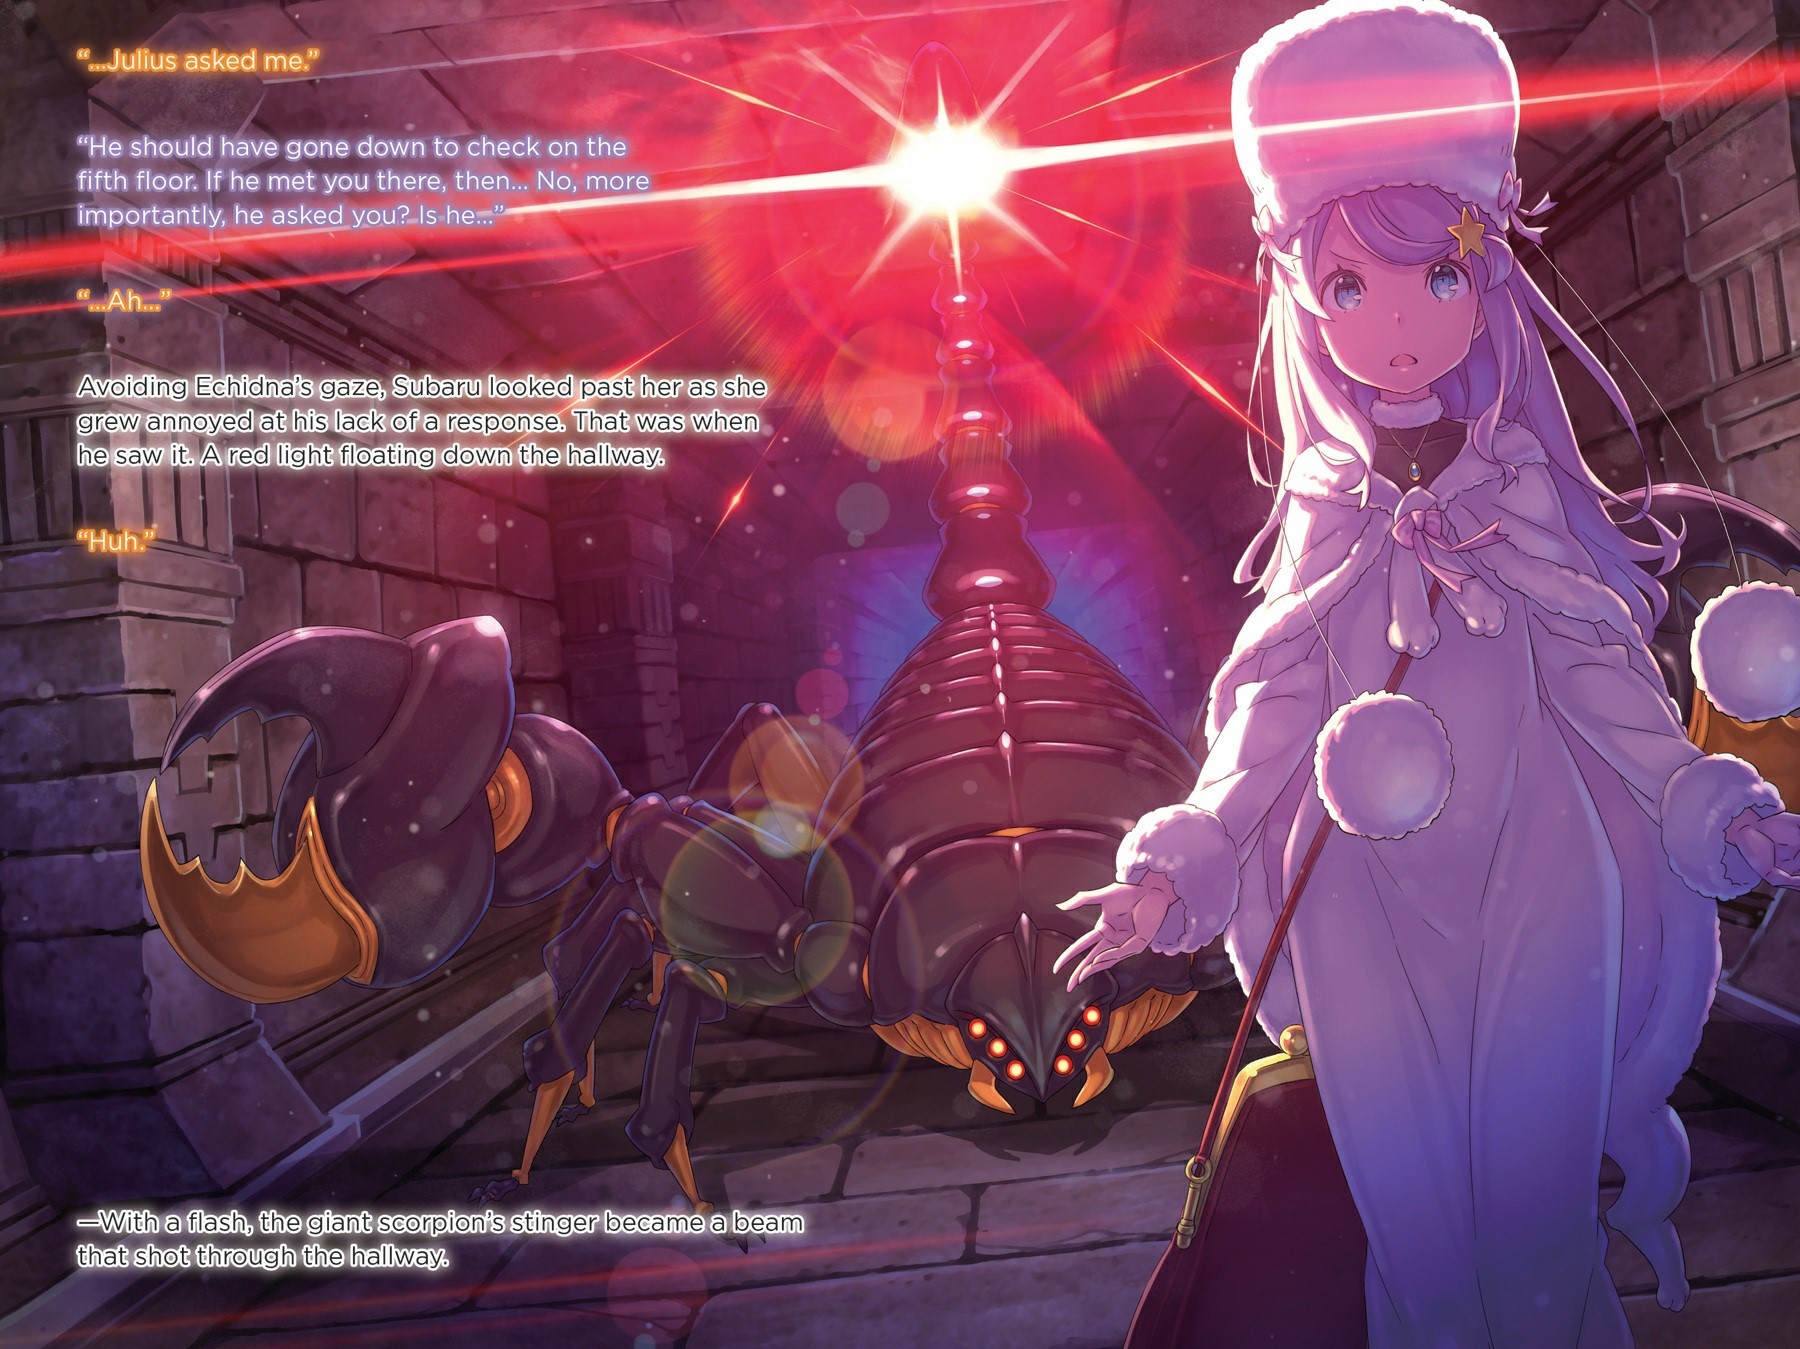 “...Julius asked me.”
“He should have gone down to check on the
fifth floor. If he met you there, then... No, more
importantly, he asked you? Is he...”
“...Ah...”
Avoiding Echidna’s gaze, Subaru looked past her as she
grew annoyed at his lack of a response. That was when
he saw it. A red light floating down the hallway.
“Huh.”
—With a flash, the giant scorpion’s stinger became a beam
that shot through the hallway.